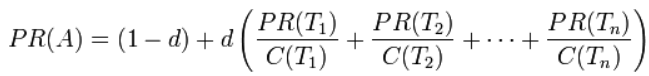 PR(A) = (1 − d) + d ( PR(T₁)/C(T₁) + PR(T₂)/C(T₂) + ··· + PR(Tₙ)/C(Tₙ) )